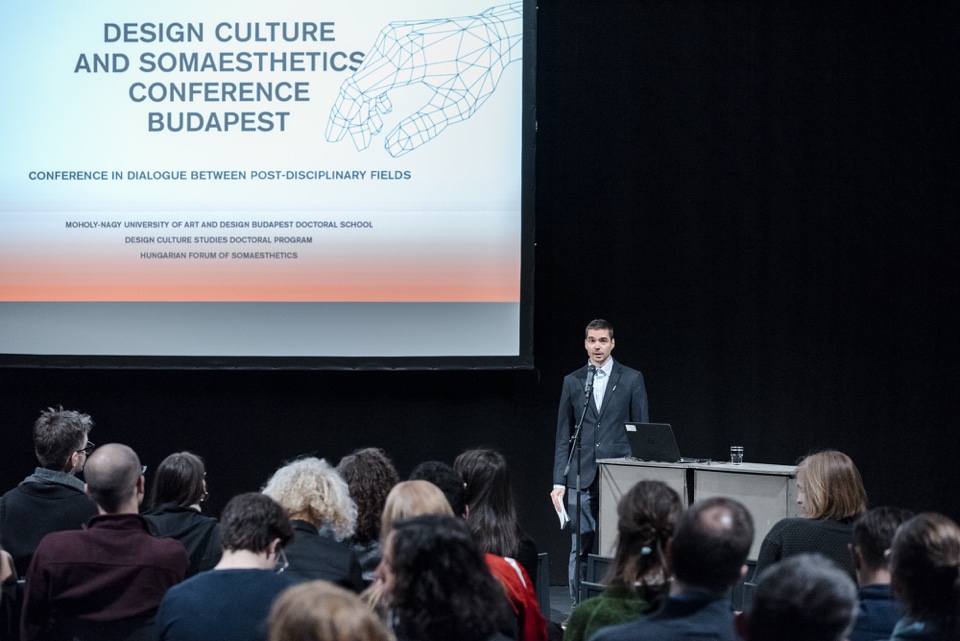 DESIGN CULTURE
AND SOMAESTHETICS
CONFERENCE
BUDAPEST
CONFERENCE IN DIALOGUE BETWEEN POST-DISCIPLINARY FIELDS
MOHOLY-NAGY UNIVERSITY OF ART AND DESIGN BUDAPEST DOCTORAL SCHOOL
DESIGN CULTURE STUDIES DOCTORAL PROGRAM
HUNGARIAN FORUM OF SOMAESTHETICS